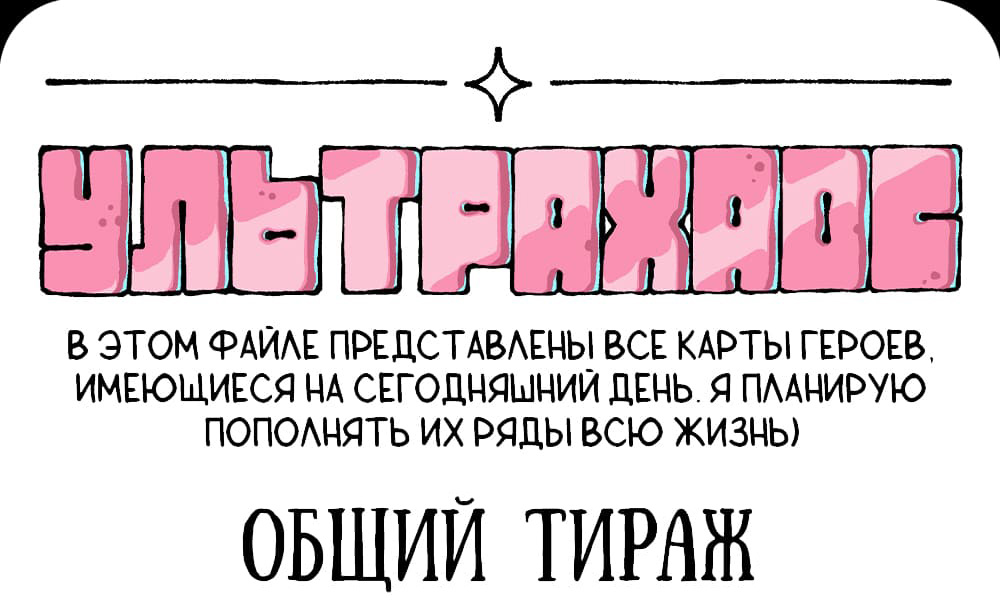 УЛЬТРАХАОС
В ЭТОМ ФАЙЛЕ ПРЕДСТАВЛЕНЫ ВСЕ КАРТЫ ГЕРОЕВ,
ИМЕЮЩИЕСЯ НА СЕГОДНЯШНИЙ ДЕНЬ. Я ПЛАНИРУЮ
ПОПОЛНЯТЬ ИХ РЯДЫ ВСЮ ЖИЗНЬ)
ОБЩИЙ ТИРАЖ